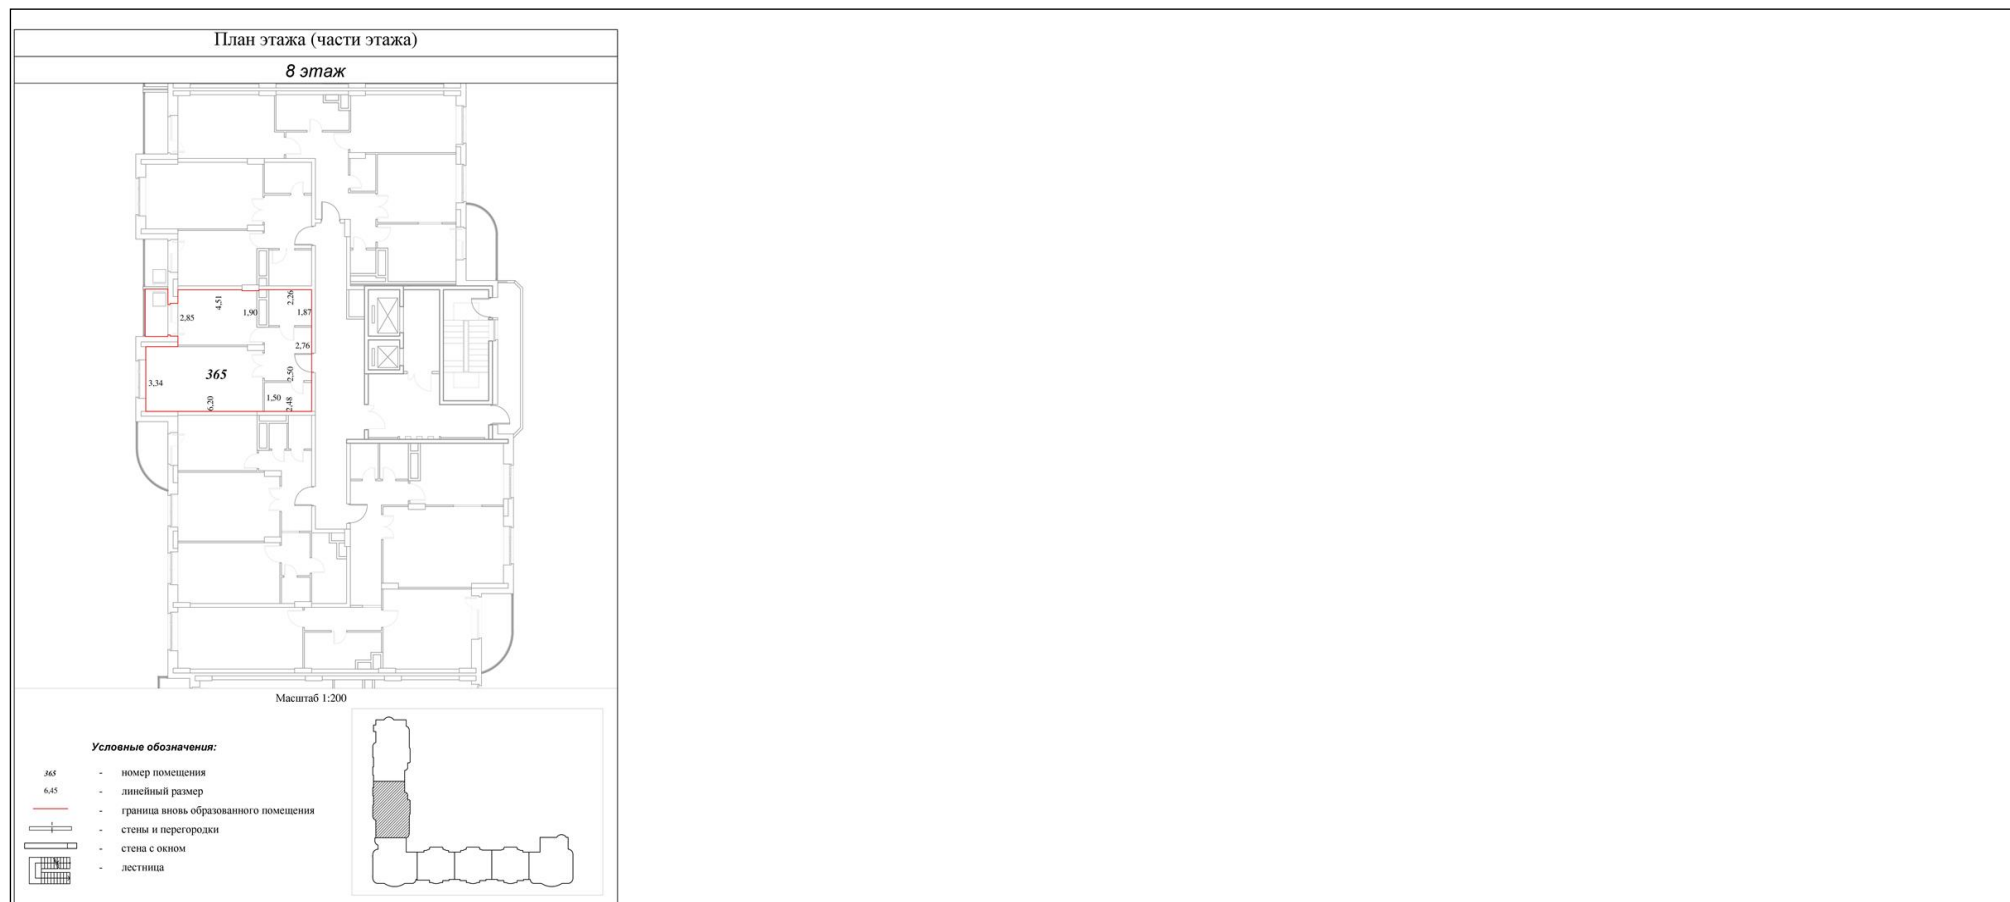 План этажа (части этажа)
8 этаж
4,51
2,26
2,85
1,90
1,87
2,76
365
2,50
3,34
1,50
6,20
2,48
Масштаб 1:200
Условные обозначения:
365 - номер помещения
6,45 - линейный размер
- граница вновь образованного помещения
- стены и перегородки
- стена с окном
- лестница